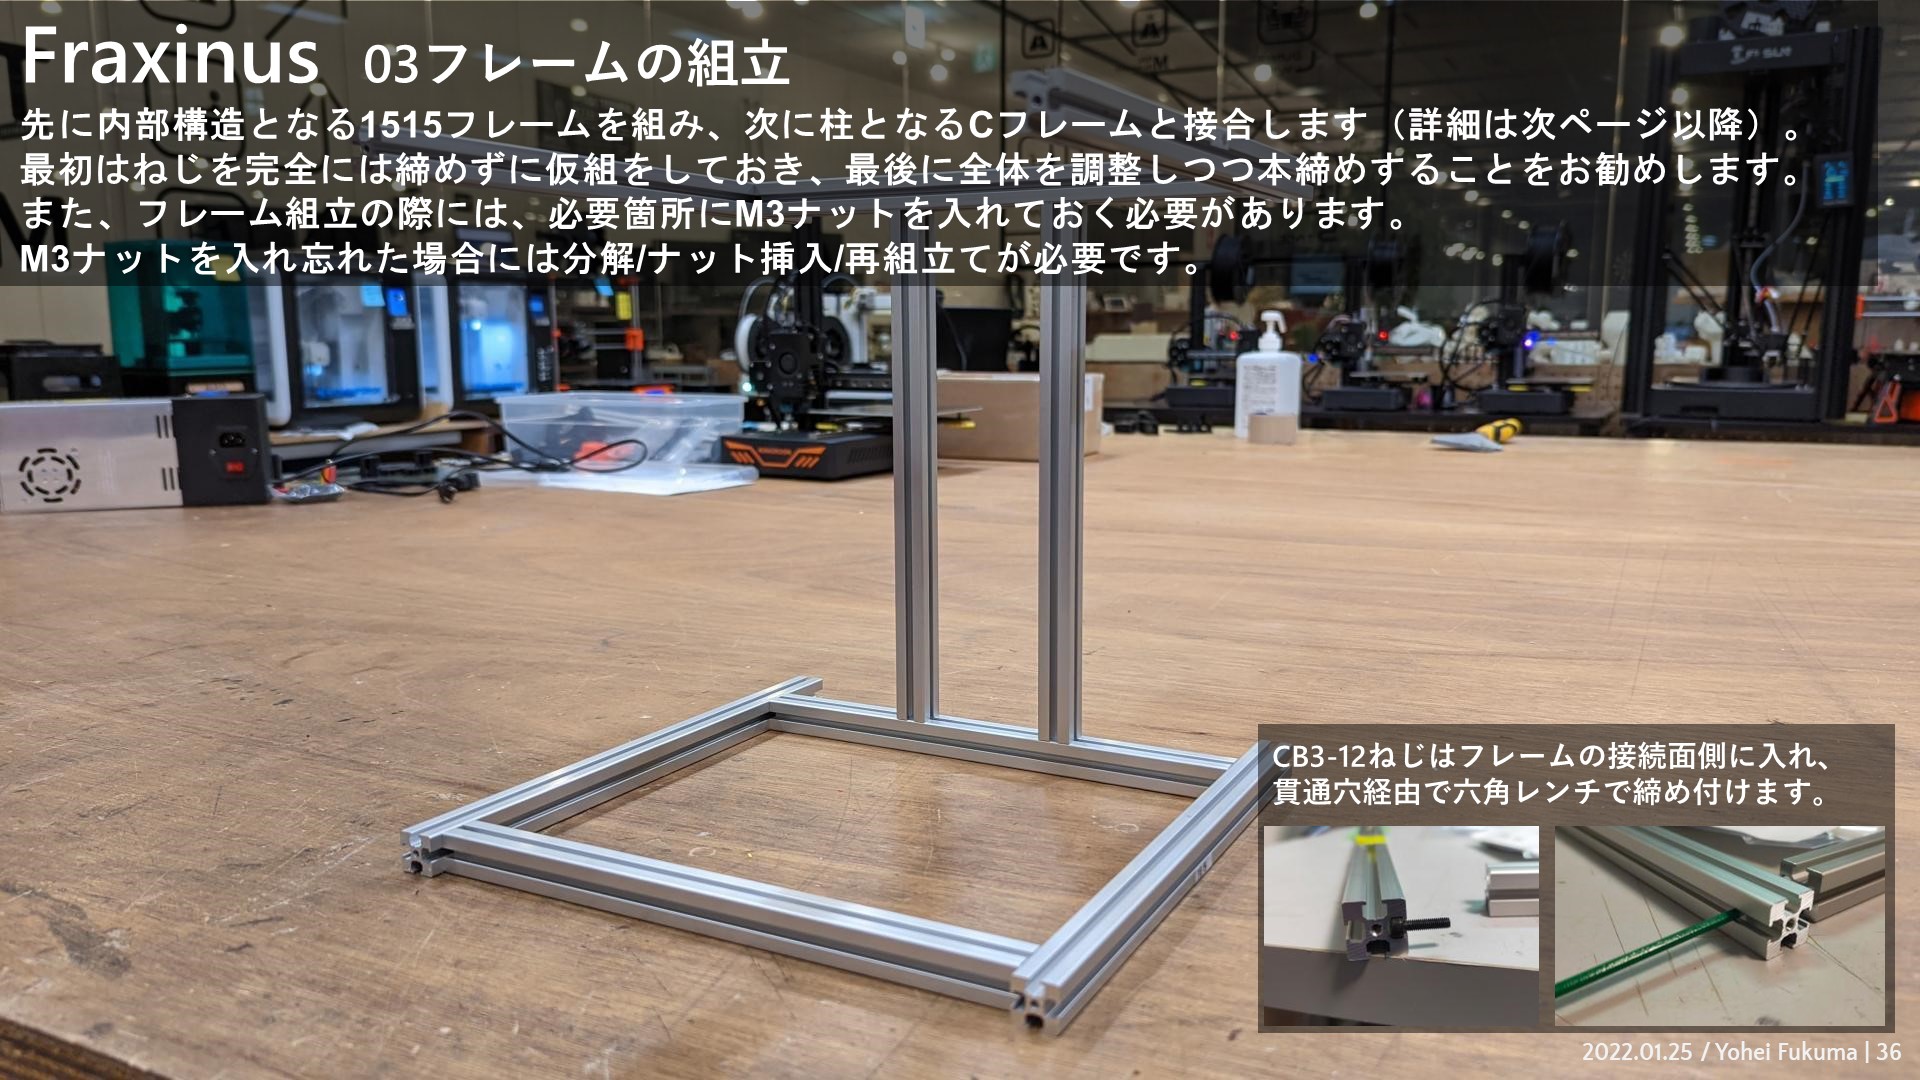 Fraxinus 03フレームの組立
先に内部構造となる1515フレームを組み、次に柱となるCフレームと接合します（詳細は次ページ以降）。
最初はねじを完全には締めずに仮組をしておき、最後に全体を調整しつつ本締めすることをお勧めします。
また、フレーム組立の際には、必要箇所にM3ナットを入れておく必要があります。
M3ナットを入れ忘れた場合には分解/ナット挿入/再組立てが必要です。
CB3-12ねじはフレームの接続面側に入れ、
貫通穴経由で六角レンチで締め付けます。
2022.01.25 / Yohei Fukuma | 36